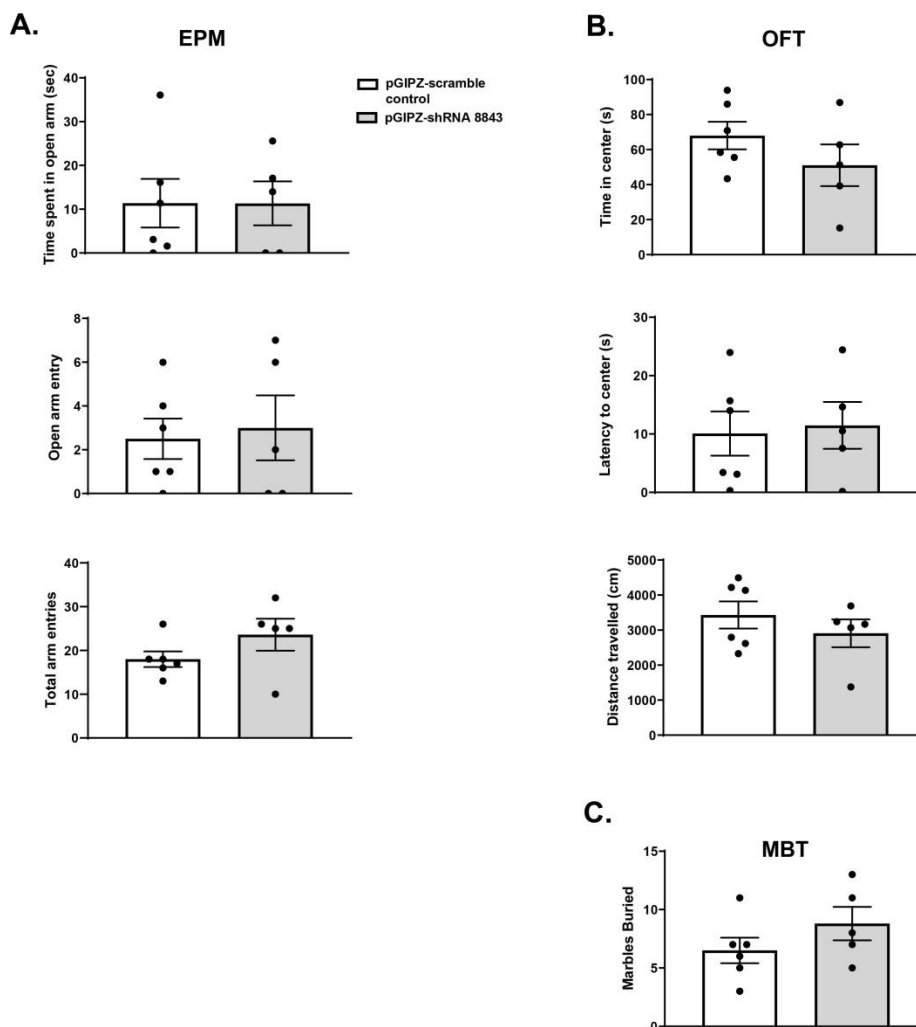 A.
EPM
Time spent in open arm (sec)
40
30
20
10
0
pGIPZ-scramble
control
pGIPZ-shRNA 8843
Open arm entry
8
6
4
2
0
Total arm entries
40
30
20
10
0
B.
OFT
Time in center (s)
100
80
60
40
20
0
Latency to center (s)
30
20
10
0
Distance travelled (cm)
5000
4000
3000
2000
1000
0
C.
MBT
Marbles Buried
15
10
5
0